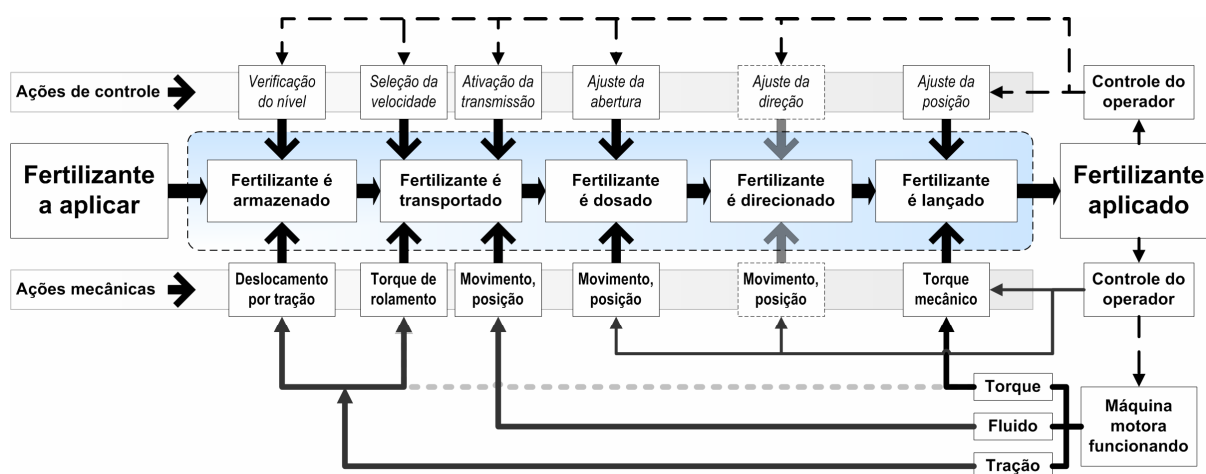 Ações de controle
Verificação
do nível
Seleção da
velocidade
Ativação da
transmissão
Ajuste da
abertura
Ajuste da
direção
Ajuste da
posição
Controle do
operador
Fertilizante
a aplicar
Fertilizante é
armazenado
Fertilizante é
transportado
Fertilizante
é dosado
Fertilizante
é direcionado
Fertilizante
é lançado
Fertilizante
aplicado
Ações mecânicas
Deslocamento
por tração
Torque de
rolamento
Movimento,
posição
Movimento,
posição
Movimento,
posição
Torque
mecânico
Controle do
operador
Torque
Fluido
Tração
Máquina
motora
funcionando